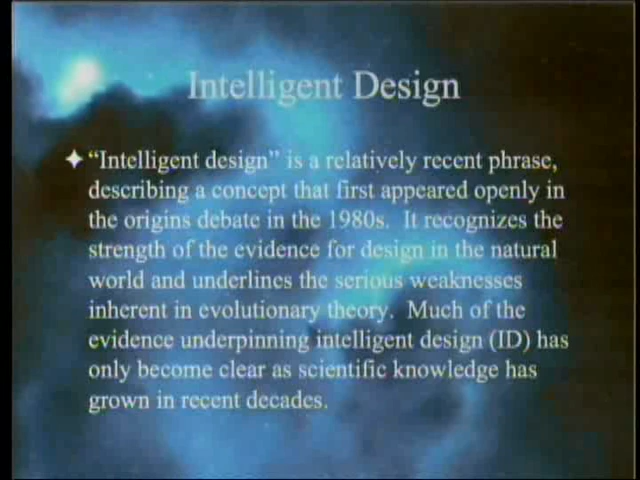 Intelligent Design
"Intelligent design" is a relatively recent phrase,
describing a concept that first appeared openly in
the origins debate in the 1980s. It recognizes the
strength of the evidence for design in the natural
world and underlines the serious weaknesses
inherent in evolutionary theory. Much of the
evidence underpinning intelligent design (ID) has
only become clear as scientific knowledge has
grown in recent decades.